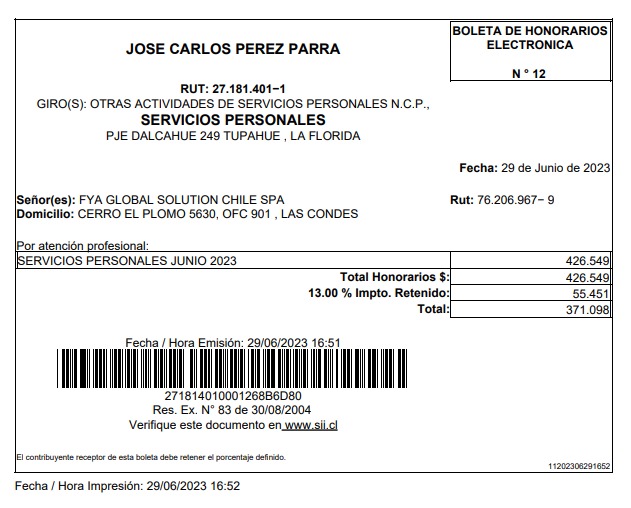 BOLETA DE HONORARIOS
ELECTRONICA
N ° 12
JOSE CARLOS PEREZ PARRA
RUT: 27.181.401−1
GIRO(S): OTRAS ACTIVIDADES DE SERVICIOS PERSONALES N.C.P.,
SERVICIOS PERSONALES
PJE DALCAHUE 249 TUPAHUE , LA FLORIDA
Fecha: 29 de Junio de 2023
Señor(es): FYA GLOBAL SOLUTION CHILE SPA Rut: 76.206.967− 9
Domicilio: CERRO EL PLOMO 5630, OFC 901 , LAS CONDES
Por atención profesional:
SERVICIOS PERSONALES JUNIO 2023 426.549
Total Honorarios $: 426.549
13.00 % Impto. Retenido: 55.451
Total: 371.098
Fecha / Hora Emisión: 29/06/2023 16:51
271814010001268B6D80
Res. Ex. N° 83 de 30/08/2004
Verifique este documento en www.sii.cl
El contribuyente receptor de esta boleta debe retener el porcentaje definido.
11202306291652
Fecha / Hora Impresión: 29/06/2023 16:52